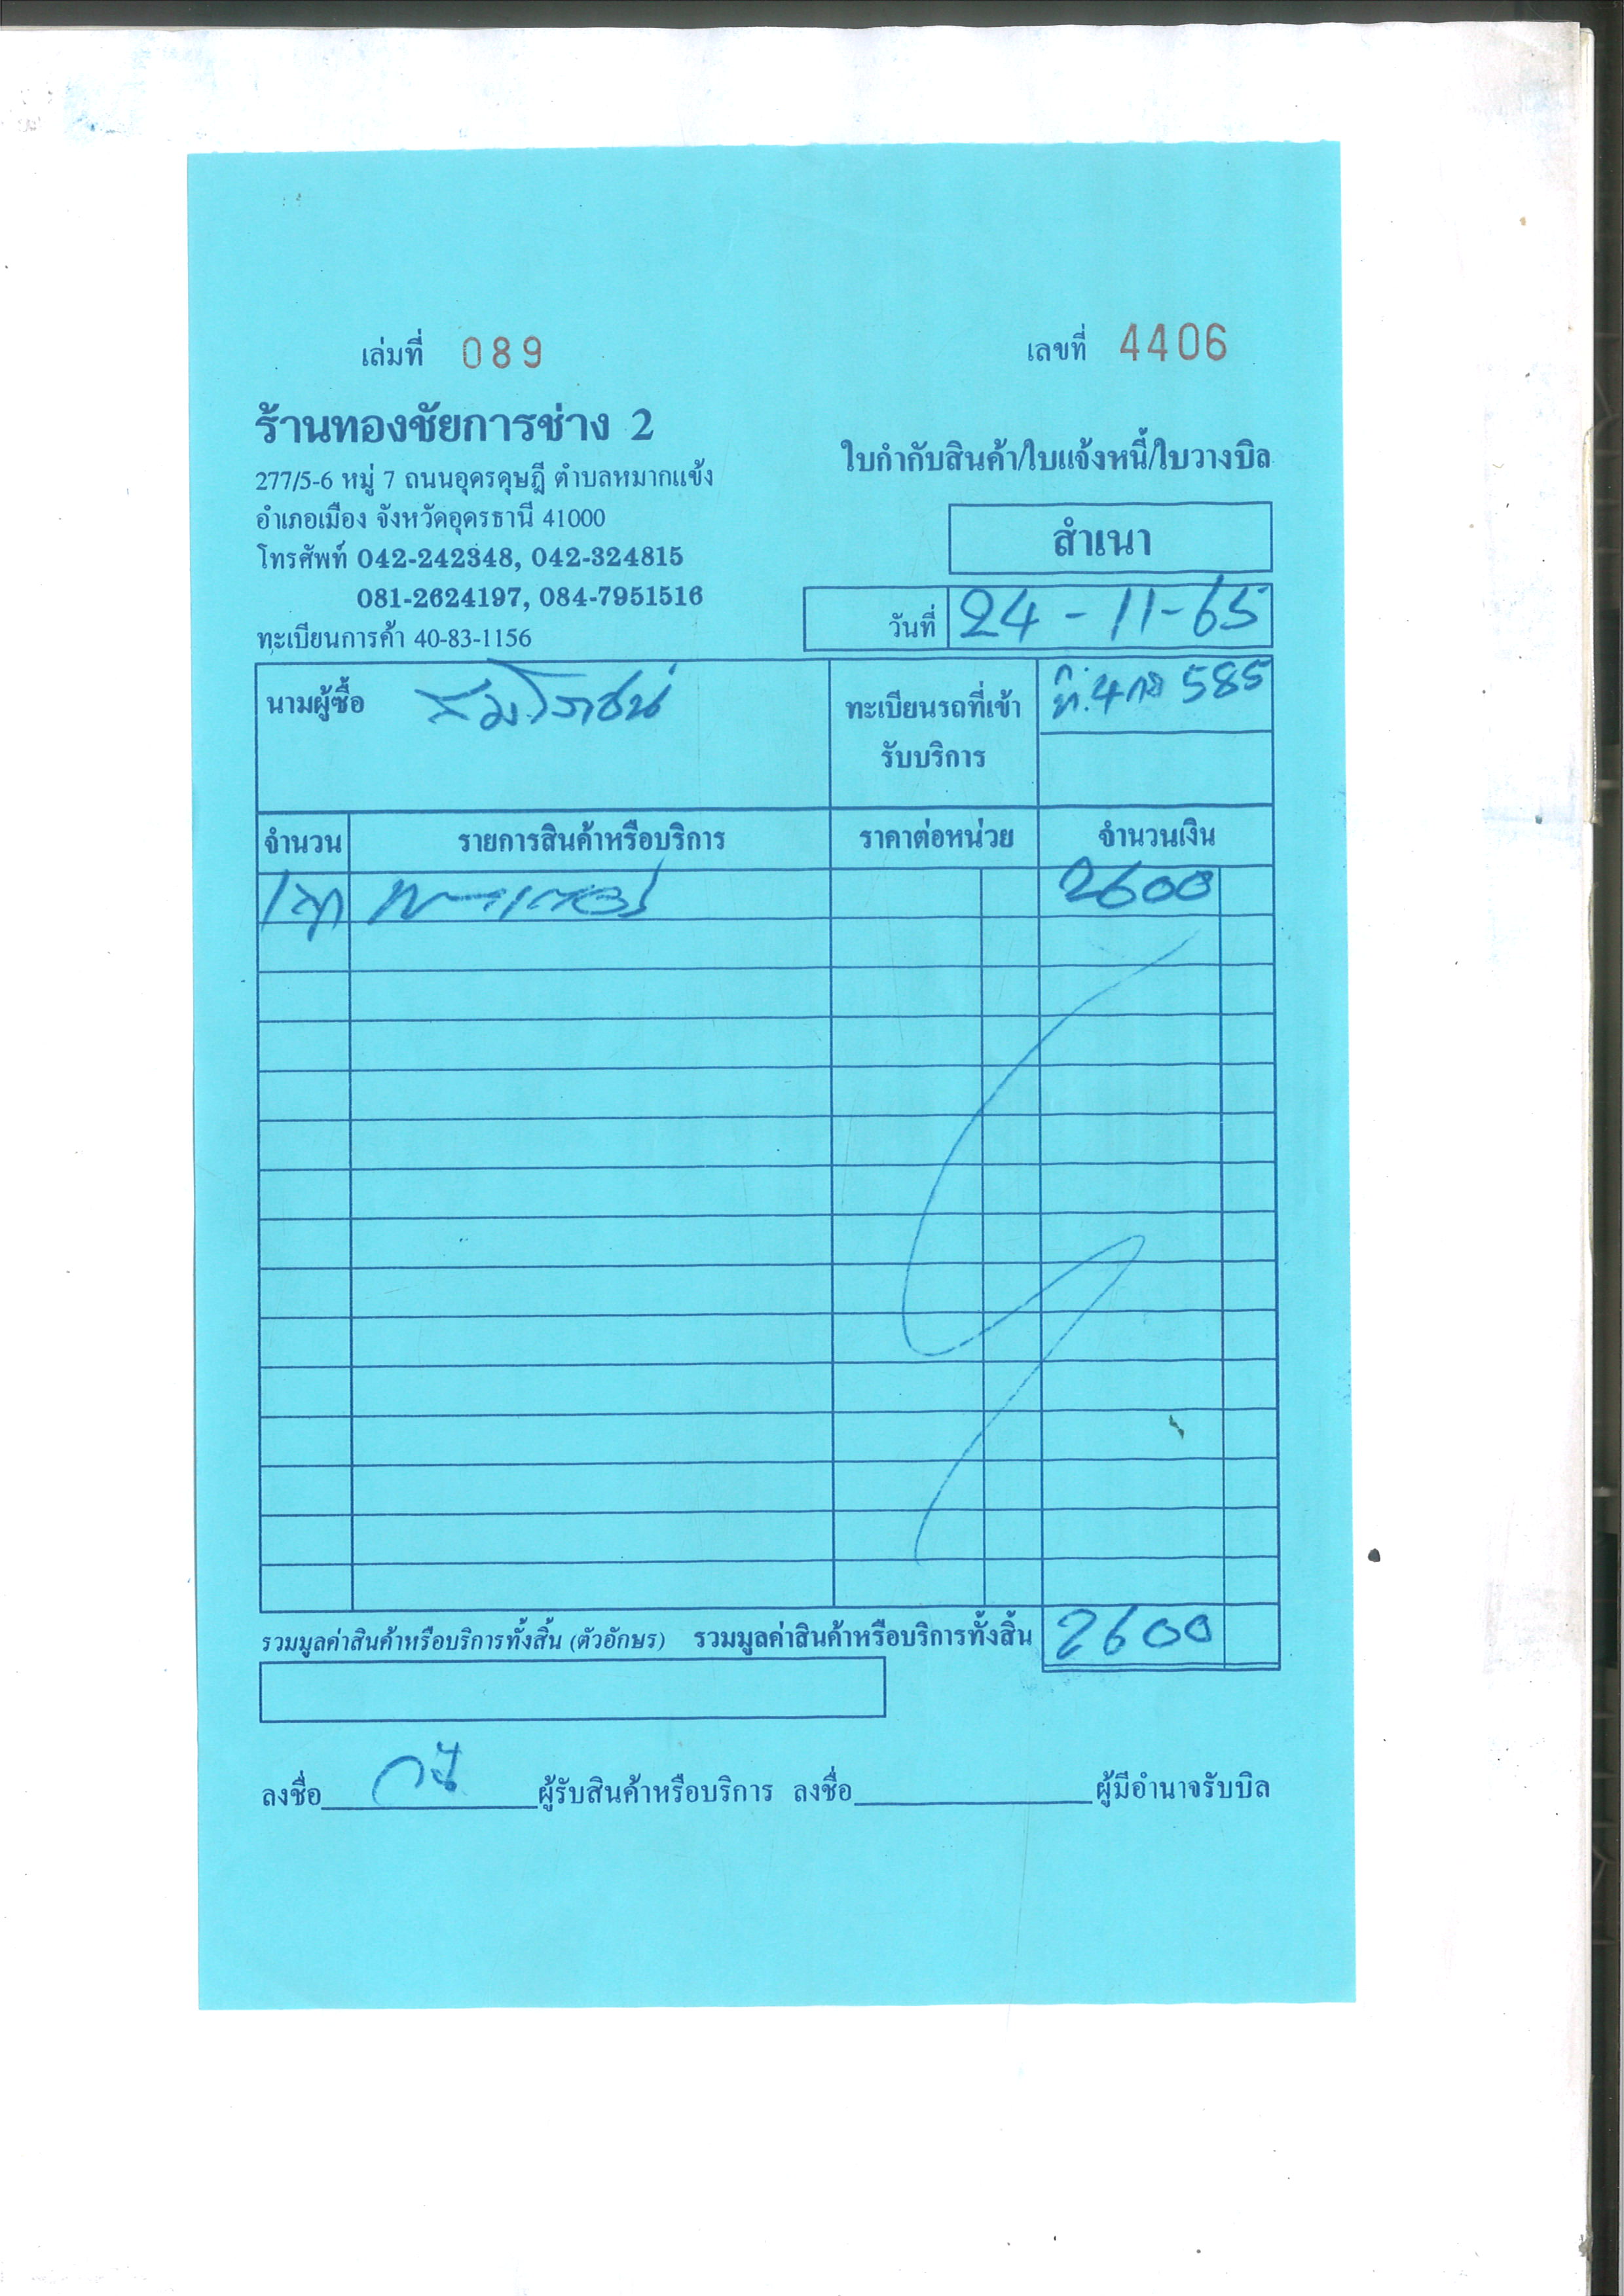 เล่มที่ 089
เลขที่ 4406
ร้านทองชัยการช่าง 2
277/5-6 หมู่ 7 ถนนอุดรดุษฎี ตำบลหมากแข้ง
อำเภอเมือง จังหวัดอุดรธานี 41000
โทรศัพท์ 042-242348, 042-324815
081-2624197, 084-7951516
ทะเบียนการค้า 40-83-1156
ใบกำกับสินค้า/ใบแจ้งหนี้/ใบวางบิล
สำเนา
วันที่ 24-11-65
นามผู้ซื้อ
ทะเบียนรถที่เข้า
รับบริการ
585
จำนวน รายการสินค้าหรือบริการ ราคาต่อหน่วย จำนวนเงิน
2600
รวมมูลค่าสินค้าหรือบริการทั้งสิ้น (ตัวอักษร) รวมมูลค่าสินค้าหรือบริการทั้งสิ้น 2600
ลงชื่อ ผู้รับสินค้าหรือบริการ ลงชื่อ ผู้มีอำนาจรับบิล